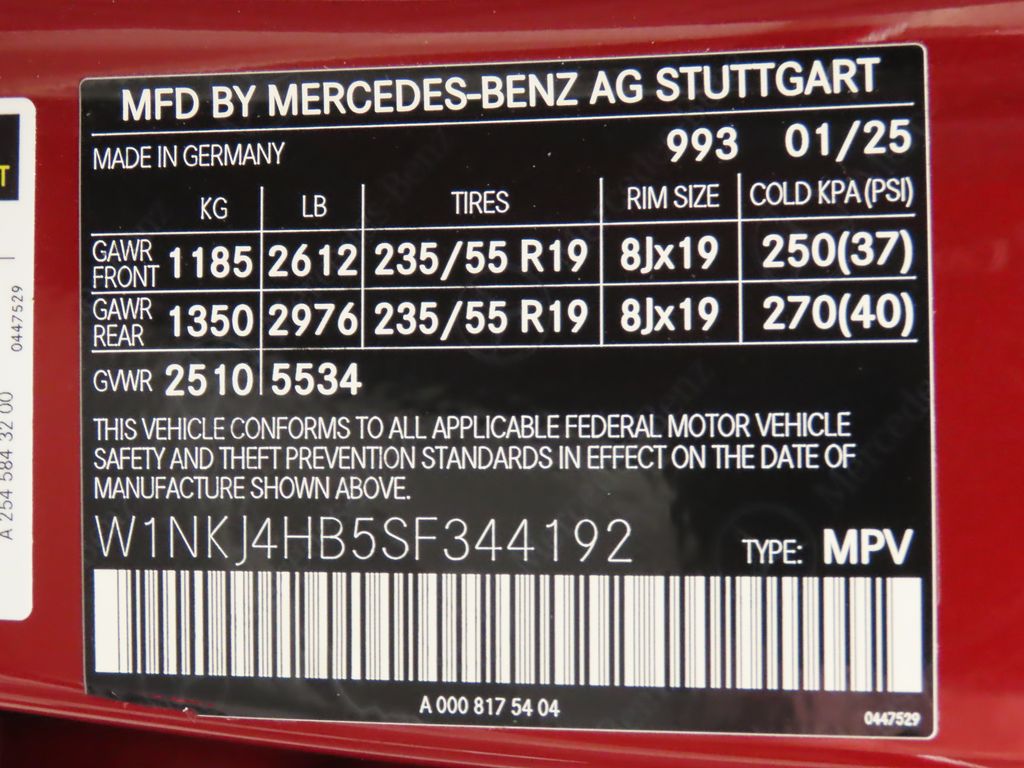 MFD BY MERCEDES-BENZ AG STUTTGART
MADE IN GERMANY 993 01/25
KG LB TIRES RIM SIZE COLD KPA(PSI)
GAWR FRONT 1185 2612 235/55 R19 8Jx19 250(37)
GAWR REAR 1350 2976 235/55 R19 8Jx19 270(40)
GVWR 2510 5534
THIS VEHICLE CONFORMS TO ALL APPLICABLE FEDERAL MOTOR VEHICLE
SAFETY AND THEFT PREVENTION STANDARDS IN EFFECT ON THE DATE OF
MANUFACTURE SHOWN ABOVE.
W1NKJ4HB5SF344192 TYPE: MPV
A 000 817 54 04
0447529
T
0447529
A 254 584 32 00